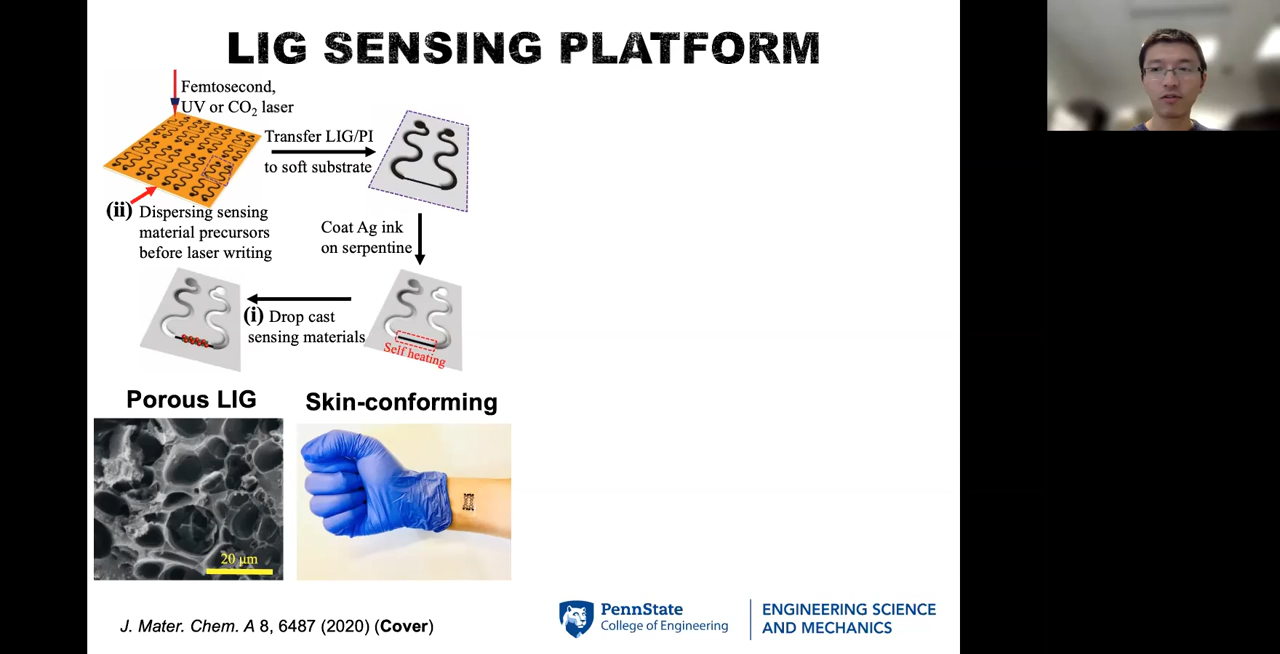 LIG SENSING PLATFORM
Femtosecond,
UV or CO₂ laser
Transfer LIG/PI
to soft substrate
(ii) Dispersing sensing
material precursors
before laser writing
Coat Ag ink
on serpentine
(i) Drop cast
sensing materials
Self heating
Porous LIG
Skin-conforming
20 μm
J. Mater. Chem. A 8, 6487 (2020) (Cover)
PennState
College of Engineering
ENGINEERING SCIENCE
AND MECHANICS